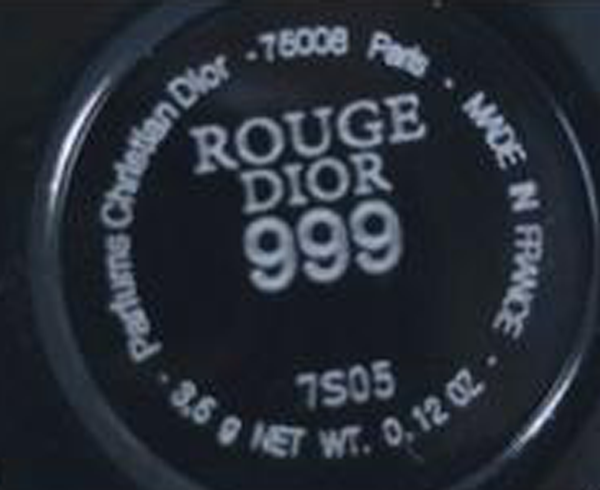 Parfums Christian Dior - 75008 Paris - MADE IN FRANCE -
ROUGE
DIOR
999
7S05
3,5 g NET WT. 0.12 OZ